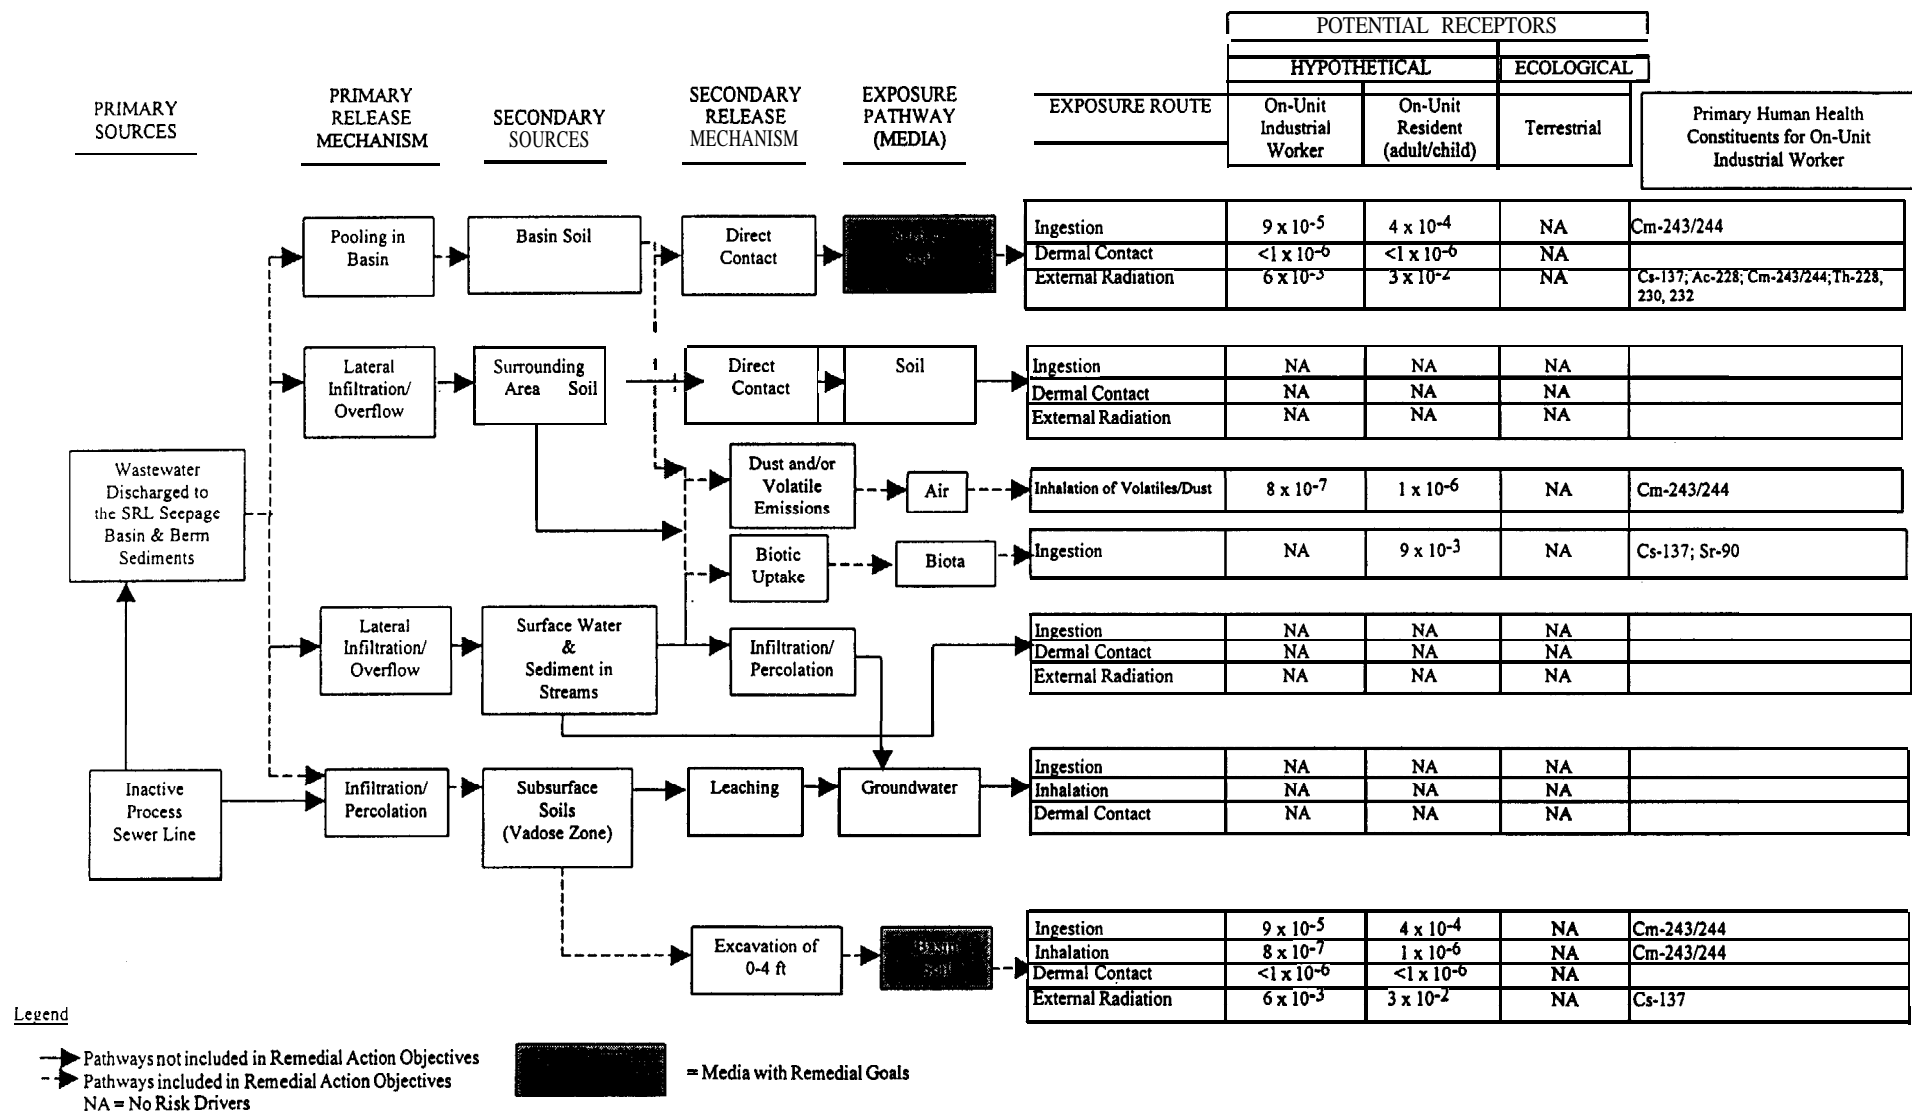 POTENTIAL RECEPTORS
HYPOTHETICAL
ECOLOGICAL
PRIMARY
SOURCES
PRIMARY
RELEASE
MECHANISM
SECONDARY
SOURCES
SECONDARY
RELEASE
MECHANISM
EXPOSURE
PATHWAY
(MEDIA)
EXPOSURE ROUTE
On-Unit
Industrial
Worker
On-Unit
Resident
(adult/child)
Terrestrial
Primary Human Health
Constituents for On-Unit
Industrial Worker
Pooling in
Basin
Basin Soil
Direct
Contact
Ingestion 9 x 10-5 4 x 10-4 NA Cm-243/244
Dermal Contact <1 x 10-6 <1 x 10-6 NA
External Radiation 6 x 10-3 3 x 10-2 NA Cs-137; Ac-228; Cm-243/244;Th-228,
230, 232
Lateral
Infiltration/
Overflow
Surrounding
Area Soil
Direct
Contact
Soil
Ingestion NA NA NA
Dermal Contact NA NA NA
External Radiation NA NA NA
Wastewater
Discharged to
the SRL Seepage
Basin & Berm
Sediments
Dust and/or
Volatile
Emissions
Air
Inhalation of Volatiles/Dust 8 x 10-7 1 x 10-6 NA Cm-243/244
Biotic
Uptake
Biota
Ingestion NA 9 x 10-3 NA Cs-137; Sr-90
Lateral
Infiltration/
Overflow
Surface Water
&
Sediment in
Streams
Infiltration/
Percolation
Ingestion NA NA NA
Dermal Contact NA NA NA
External Radiation NA NA NA
Inactive
Process
Sewer Line
Infiltration/
Percolation
Subsurface
Soils
(Vadose Zone)
Leaching
Groundwater
Ingestion NA NA NA
Inhalation NA NA NA
Dermal Contact NA NA NA
Excavation of
0-4 ft
Basin
Soil
Ingestion 9 x 10-5 4 x 10-4 NA Cm-243/244
Inhalation 8 x 10-7 1 x 10-6 NA Cm-243/244
Dermal Contact <1 x 10-6 <1 x 10-6 NA
External Radiation 6 x 10-3 3 x 10-2 NA Cs-137
Legend
Pathways not included in Remedial Action Objectives
Pathways included in Remedial Action Objectives
NA = No Risk Drivers
= Media with Remedial Goals